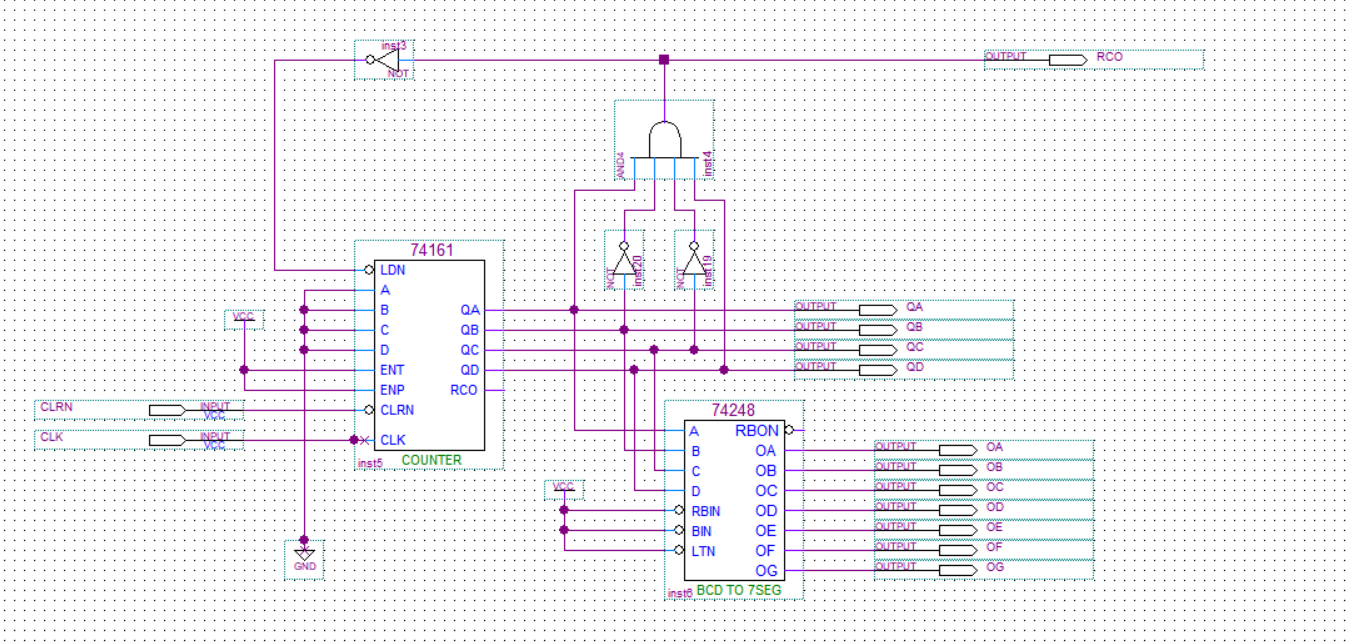 inst3
NOT
OUTPUT RCO
AND4
inst4
NOT
inst20
NOT
inst19
74161
LDN
A
B
C
D
ENT
ENP
CLRN
CLK
QA
QB
QC
QD
RCO
inst5
COUNTER
VCC
CLRN INPUT
VCC
CLK INPUT
VCC
GND
OUTPUT QA
OUTPUT QB
OUTPUT QC
OUTPUT QD
74248
A
B
C
D
RBIN
BIN
LTN
RBON
OA
OB
OC
OD
OE
OF
OG
inst6
BCD TO 7SEG
VCC
OUTPUT OA
OUTPUT OB
OUTPUT OC
OUTPUT OD
OUTPUT OE
OUTPUT OF
OUTPUT OG